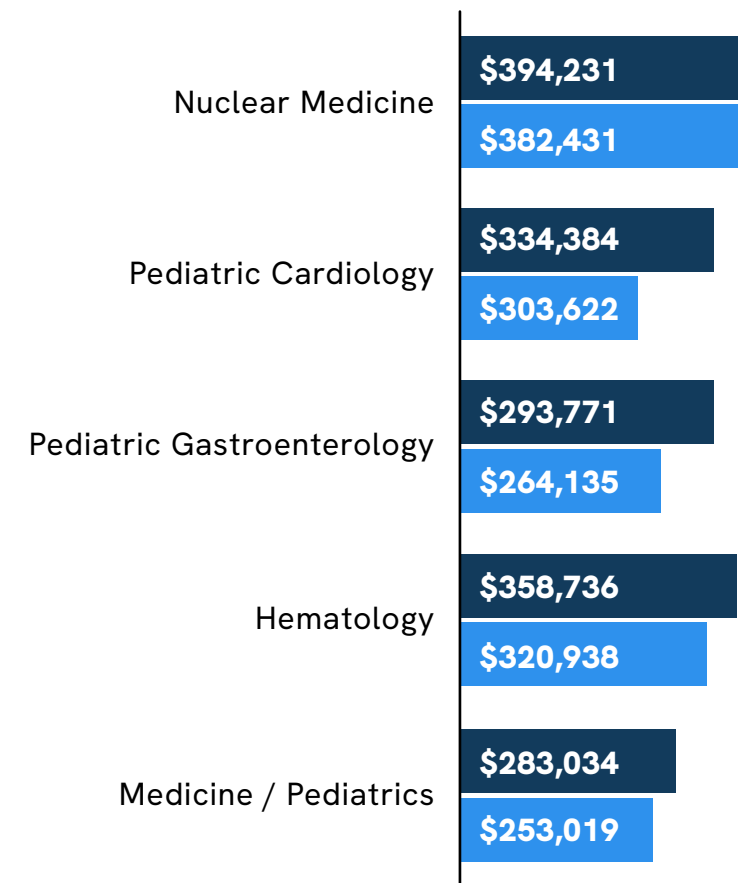 Nuclear Medicine
$394,231
$382,431
Pediatric Cardiology
$334,384
$303,622
Pediatric Gastroenterology
$293,771
$264,135
Hematology
$358,736
$320,938
Medicine / Pediatrics
$283,034
$253,019